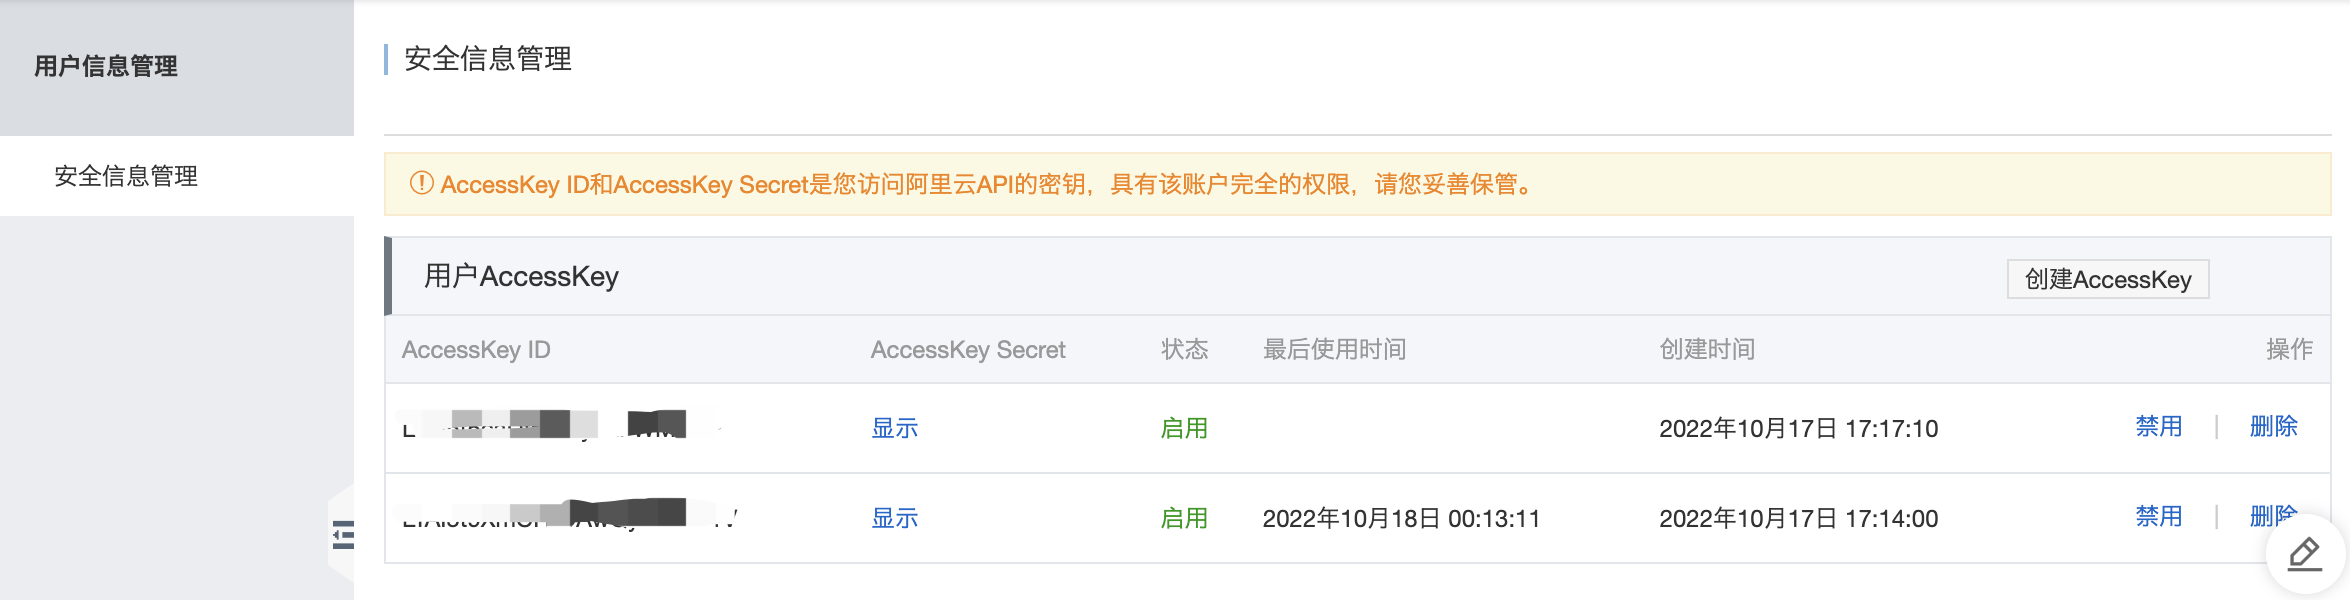 用户信息管理
安全信息管理
安全信息管理
AccessKey ID和AccessKey Secret是您访问阿里云API的密钥，具有该账户完全的权限，请您妥善保管。
用户AccessKey
创建AccessKey
AccessKey ID AccessKey Secret 状态 最后使用时间 创建时间 操作
显示 启用 2022年10月17日 17:17:10 禁用 | 删除
显示 启用 2022年10月18日 00:13:11 2022年10月17日 17:14:00 禁用 | 删除